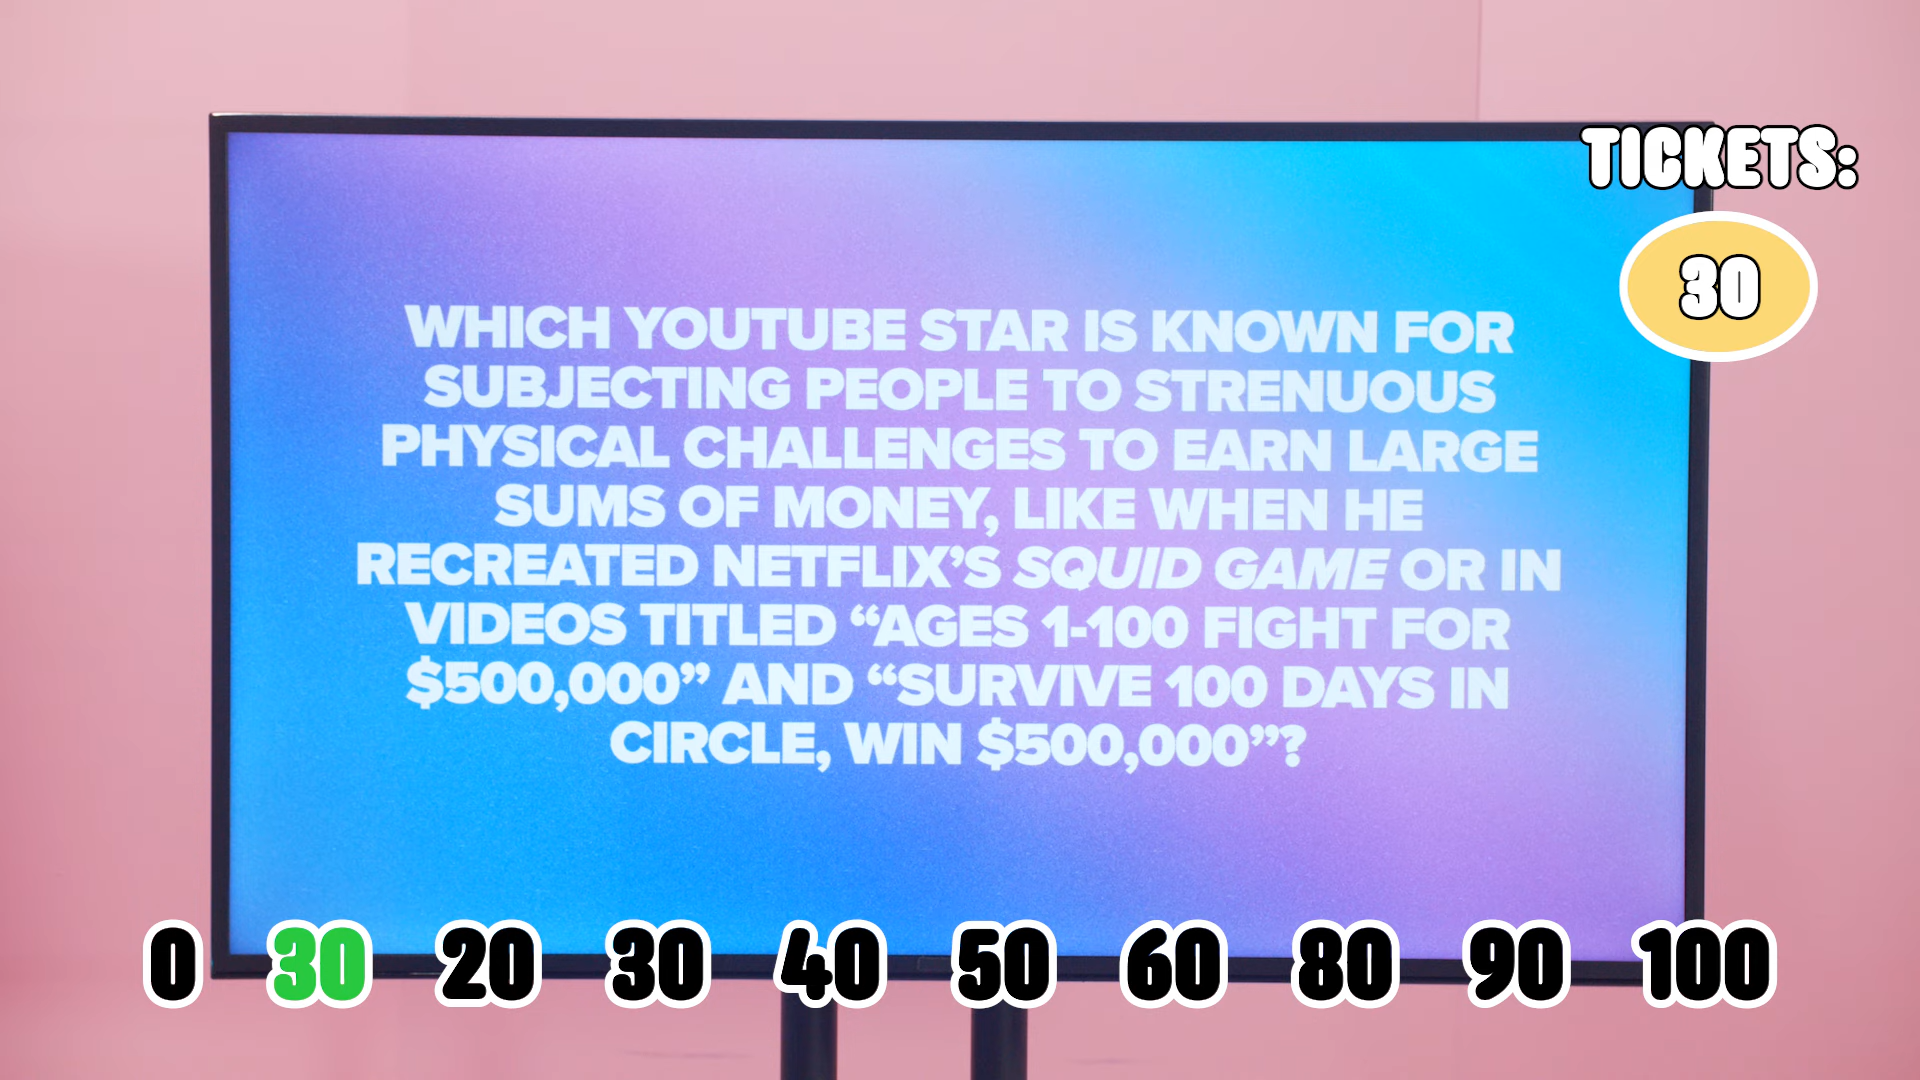 TICKETS:
30
WHICH YOUTUBE STAR IS KNOWN FOR
SUBJECTING PEOPLE TO STRENUOUS
PHYSICAL CHALLENGES TO EARN LARGE
SUMS OF MONEY, LIKE WHEN HE
RECREATED NETFLIX’S SQUID GAME OR IN
VIDEOS TITLED “AGES 1-100 FIGHT FOR
$500,000” AND “SURVIVE 100 DAYS IN
CIRCLE, WIN $500,000”?
0 30 20 30 40 50 60 80 90 100